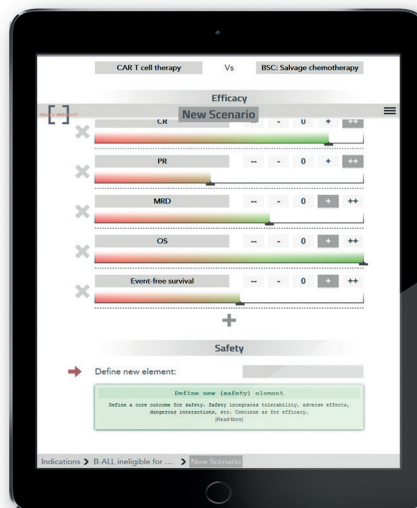 CAR T cell therapy Vs BSC: Salvage chemotherapy
Efficacy
New Scenario
CR -- - 0 + ++
PR -- - 0 + ++
MRD -- - 0 + ++
OS -- - 0 + ++
Event-free survival -- - 0 + ++
+
Safety
Define new element:
Define new (safety) element
Define a core outcome for safety. Safety integrates tolerability, adverse effects,
dangerous interactions, etc. Continue as for efficacy.
[Read More]
Indications > B-ALL ineligible for ... > New Scenario